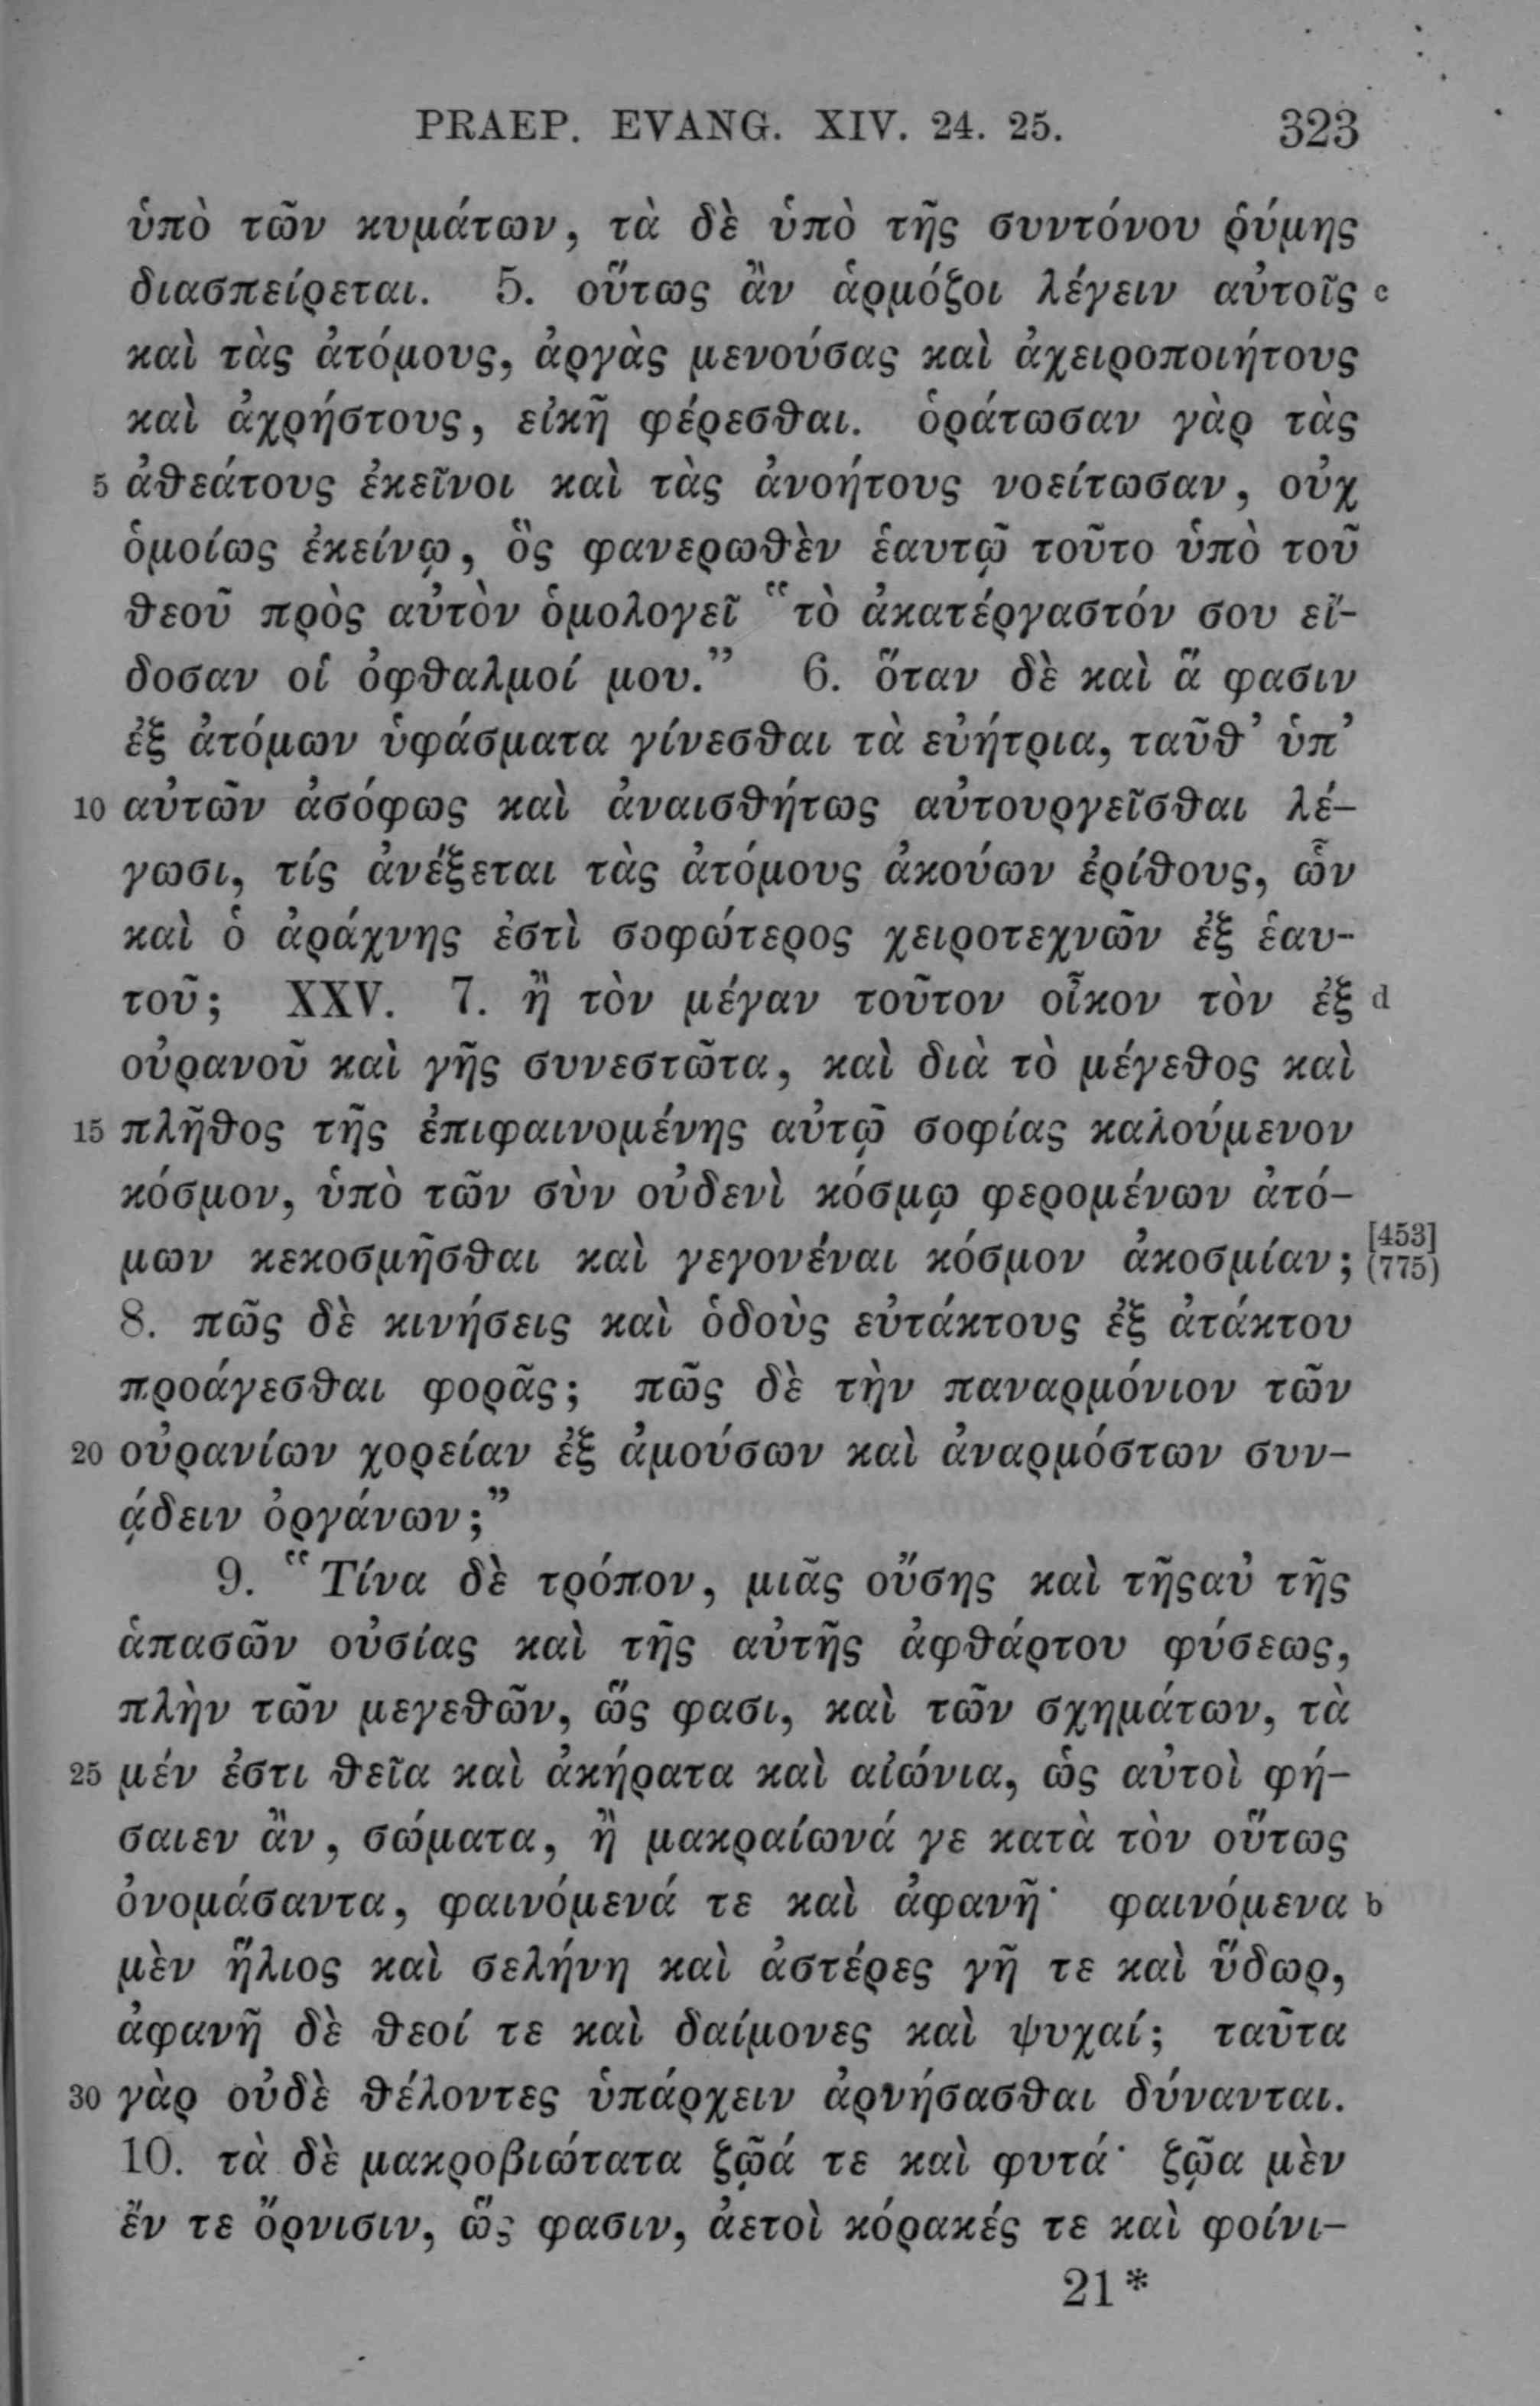 PRAEP. EVANG. XIV. 24. 25. 323
ὑπὸ τῶν κυμάτων, τὰ δὲ ὑπὸ τῆς συντόνου ῥύμης
διασπείρεται. 5. οὕτως ἂν ἁρμόζοι λέγειν αὐτοῖς c
καὶ τὰς ἀτόμους, ἀργὰς μενούσας καὶ ἀχειροποιήτους
καὶ ἀχρήστους, εἰκῆ φέρεσθαι. ὁράτωσαν γὰρ τὰς
5 ἀθεάτους ἐκεῖνοι καὶ τὰς ἀνοήτους νοείτωσαν, οὐχ
ὁμοίως ἐκείνῳ, ὃς φανερωθὲν ἑαυτῷ τοῦτο ὑπὸ τοῦ
θεοῦ πρὸς αὐτὸν ὁμολογεῖ “τὸ ἀκατέργαστόν σου εἴ-
δοσαν οἱ ὀφθαλμοί μου.” 6. ὅταν δὲ καὶ ἅ φασιν
ἐξ ἀτόμων ὑφάσματα γίνεσθαι τὰ εὐήτρια, ταῦθ’ ὑπ’
10 αὐτῶν ἀσόφως καὶ ἀναισθήτως αὐτουργεῖσθαι λέ-
γωσι, τίς ἀνέξεται τὰς ἀτόμους ἀκούων ἐρίθους, ὧν
καὶ ὁ ἀράχνης ἐστὶ σοφώτερος χειροτεχνῶν ἐξ ἑαυ-
τοῦ; XXV. 7. ἢ τὸν μέγαν τοῦτον οἶκον τὸν ἐξ d
οὐρανοῦ καὶ γῆς συνεστῶτα, καὶ διὰ τὸ μέγεθος καὶ
15 πλῆθος τῆς ἐπιφαινομένης αὐτῷ σοφίας καλούμενον
κόσμον, ὑπὸ τῶν σὺν οὐδενὶ κόσμῳ φερομένων ἀτό-
μων κεκοσμῆσθαι καὶ γεγονέναι κόσμον ἀκοσμίαν; [453] (775)
8. πῶς δὲ κινήσεις καὶ ὁδοὺς εὐτάκτους ἐξ ἀτάκτου
προάγεσθαι φορᾶς; πῶς δὲ τὴν παναρμόνιον τῶν
20 οὐρανίων χορείαν ἐξ ἀμούσων καὶ ἀναρμόστων συν-
ᾴδειν ὀργάνων;”
9. “Τίνα δὲ τρόπον, μιᾶς οὔσης καὶ τῆςαὐ τῆς
ἁπασῶν οὐσίας καὶ τῆς αὐτῆς ἀφθάρτου φύσεως,
πλὴν τῶν μεγεθῶν, ὥς φασι, καὶ τῶν σχημάτων, τὰ
25 μέν ἐστι θεῖα καὶ ἀκήρατα καὶ αἰώνια, ὡς αὐτοὶ φή-
σαιεν ἂν, σώματα, ἢ μακραίωνά γε κατὰ τὸν οὕτως
ὀνομάσαντα, φαινόμενά τε καὶ ἀφανῆ· φαινόμενα b
μὲν ἥλιος καὶ σελήνη καὶ ἀστέρες γῆ τε καὶ ὕδωρ,
ἀφανῆ δὲ θεοί τε καὶ δαίμονες καὶ ψυχαί; ταῦτα
30 γὰρ οὐδὲ θέλοντες ὑπάρχειν ἀρνήσασθαι δύνανται.
10. τὰ δὲ μακροβιώτατα ζῷά τε καὶ φυτά· ζῷα μὲν
ἔν τε ὄρνισιν, ὥς φασιν, ἀετοὶ κόρακές τε καὶ φοίνι-
21*